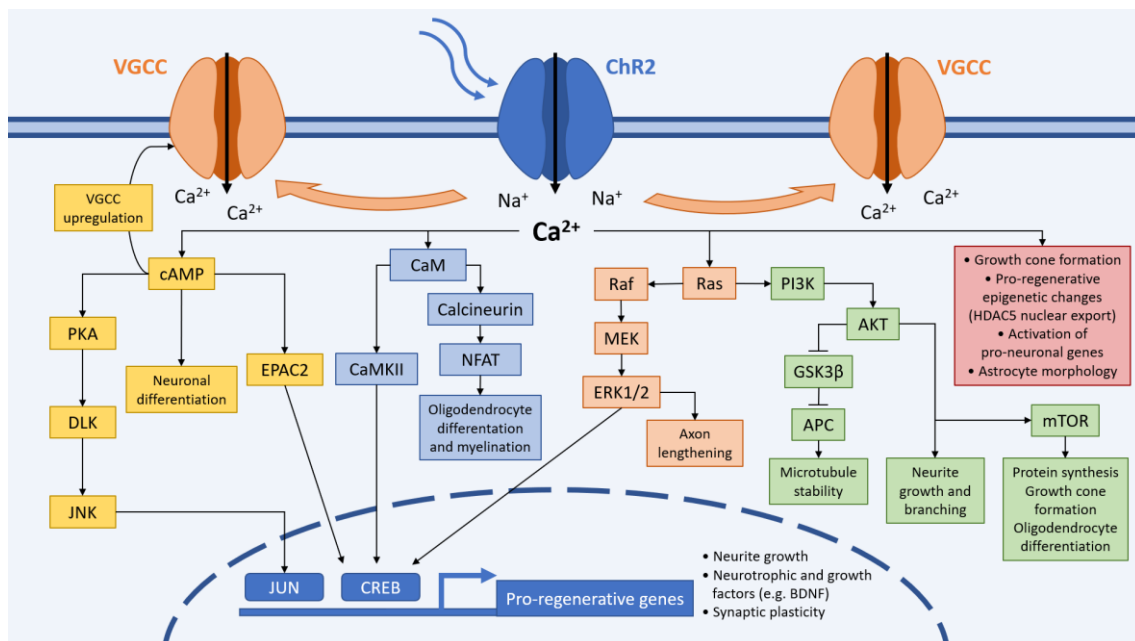 VGCC
ChR2
VGCC
Ca²⁺
Ca²⁺
Na⁺
Na⁺
Ca²⁺
Ca²⁺
VGCC
upregulation
Ca²⁺
cAMP
CaM
Raf
Ras
PI3K
• Growth cone formation
• Pro-regenerative
epigenetic changes
(HDAC5 nuclear export)
• Activation of
pro-neuronal genes
• Astrocyte morphology
PKA
Calcineurin
MEK
AKT
Neuronal
differentiation
EPAC2
CaMKII
NFAT
ERK1/2
GSK3β
DLK
Oligodendrocyte
differentation
and myelination
Axon
lengthening
APC
mTOR
JNK
Microtubule
stability
Neurite
growth and
branching
Protein synthesis
Growth cone
formation
Oligodendrocyte
differentiation
JUN
CREB
Pro-regenerative genes
• Neurite growth
• Neurotrophic and growth
factors (e.g. BDNF)
• Synaptic plasticity